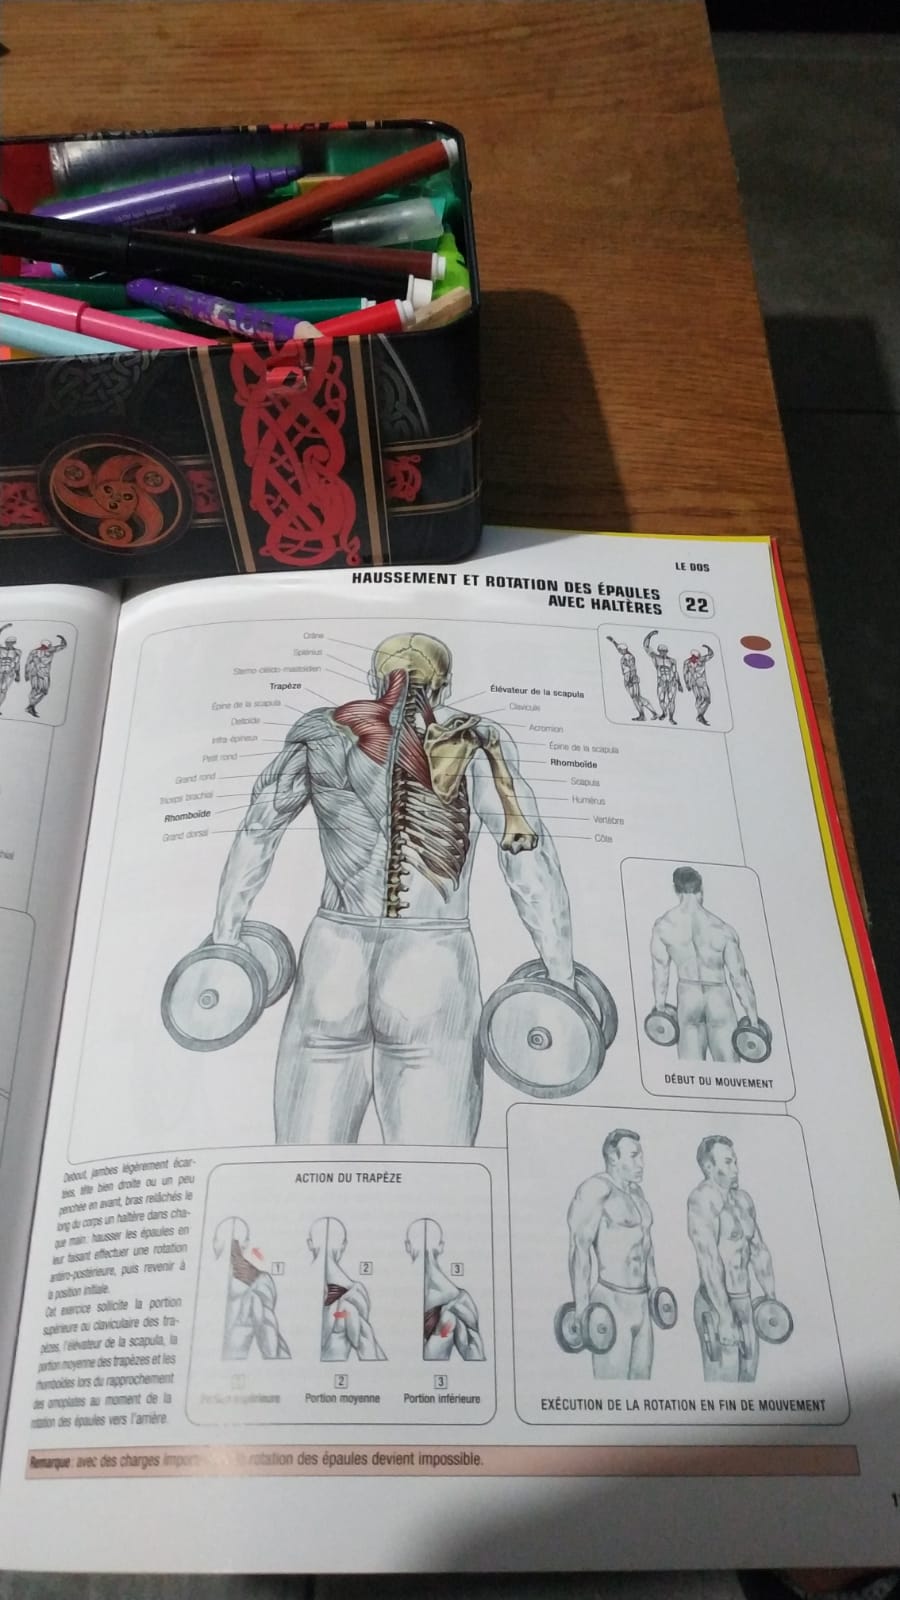 LE DOS
HAUSSEMENT ET ROTATION DES ÉPAULES
AVEC HALTÈRES
22
Crâne
Splénius
Sterno-cléido-mastoïdien
Trapèze
Épine de la scapula
Deltoïde
Infra-épineux
Petit rond
Grand rond
Triceps brachial
Rhomboïde
Grand dorsal
Élévateur de la scapula
Clavicule
Acromion
Épine de la scapula
Rhomboïde
Scapula
Humérus
Vertèbre
Côte
DÉBUT DU MOUVEMENT
Debout, jambes légèrement écar-
tées, tête bien droite ou un peu
penchée en avant, bras relâchés le
long du corps un haltère dans cha-
que main: hausser les épaules en
leur faisant effectuer une rotation
antéro-postérieure, puis revenir à
la position initiale.
Cet exercice sollicite la portion
supérieure ou claviculaire des tra-
pèzes, l'élévateur de la scapula, la
portion moyenne des trapèzes et les
rhomboïdes lors du rapprochement
des omoplates au moment de la
rotation des épaules vers l'arrière.
ACTION DU TRAPÈZE
1
2
3
1
2
3
Portion moyenne
Portion inférieure
EXÉCUTION DE LA ROTATION EN FIN DE MOUVEMENT
Remarque: avec des charges rotation des épaules devient impossible.